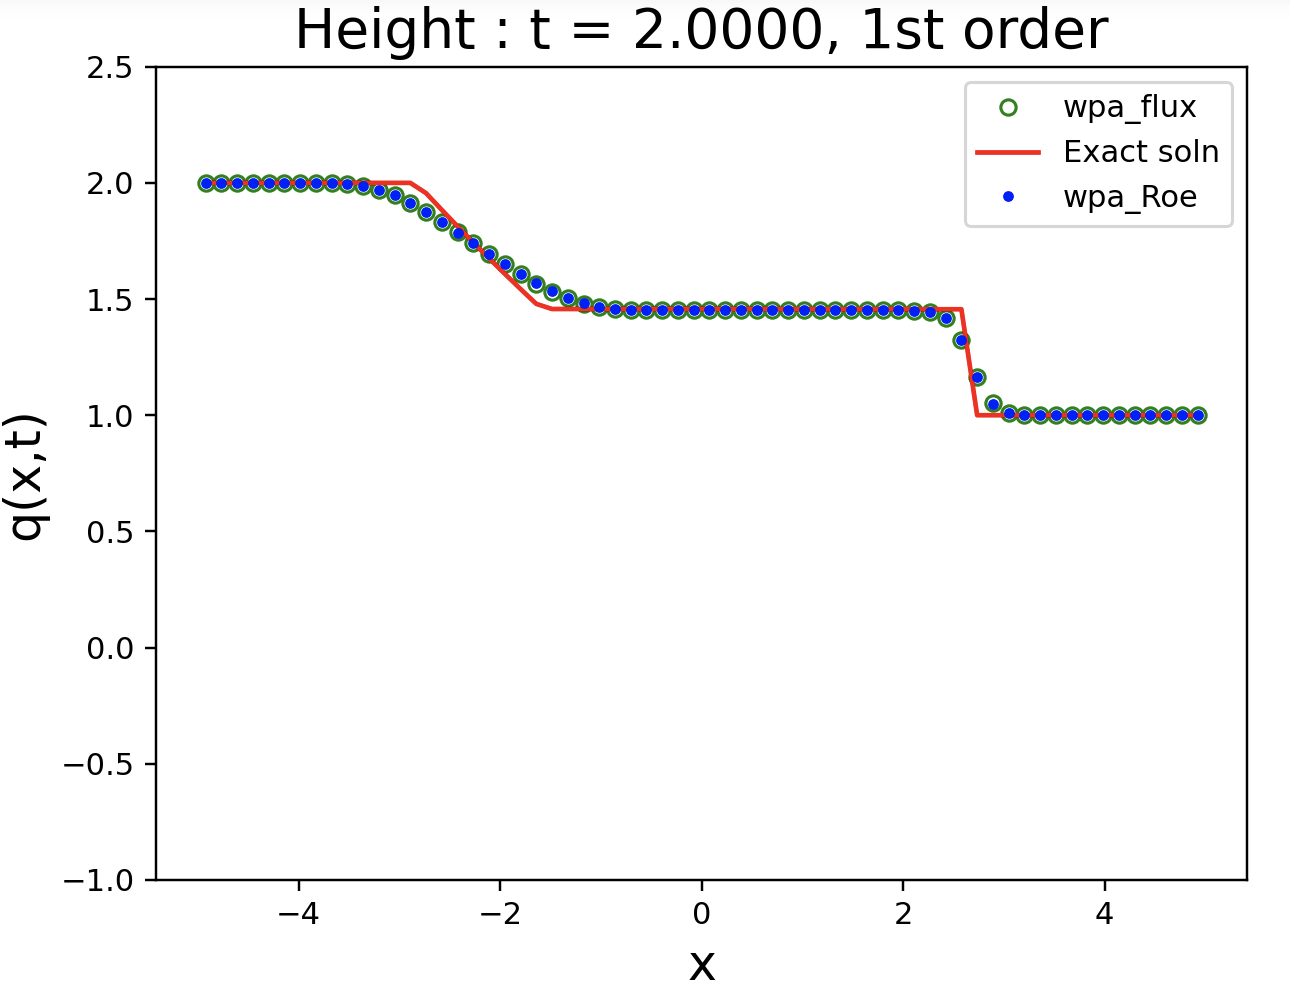 Height : t = 2.0000, 1st order
2.5
2.0
1.5
1.0
0.5
0.0
−0.5
−1.0
q(x,t)
wpa_flux
Exact soln
wpa_Roe
−4
−2
0
2
4
x